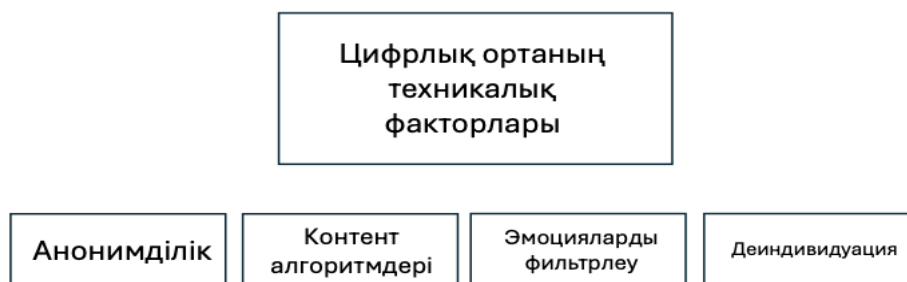 Цифрлық ортаның
техникалық
факторлары
Анонимділік
Контент
алгоритмдері
Эмоцияларды
фильтрлеу
Деиндивидуация